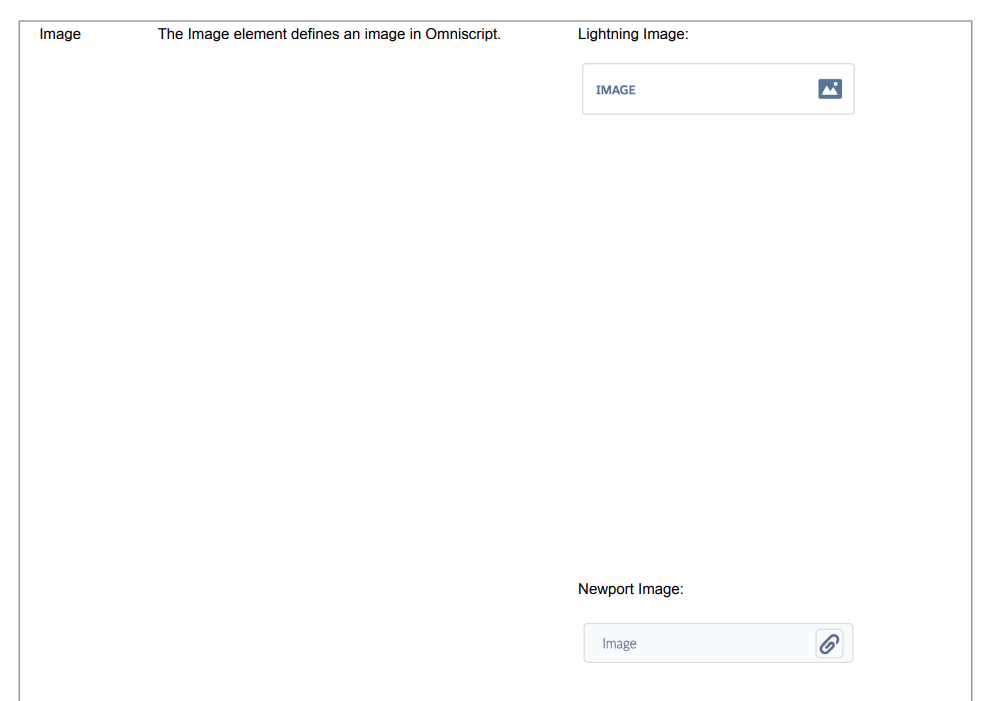 Image
The Image element defines an image in Omniscript.
Lightning Image:
IMAGE
Newport Image:
Image